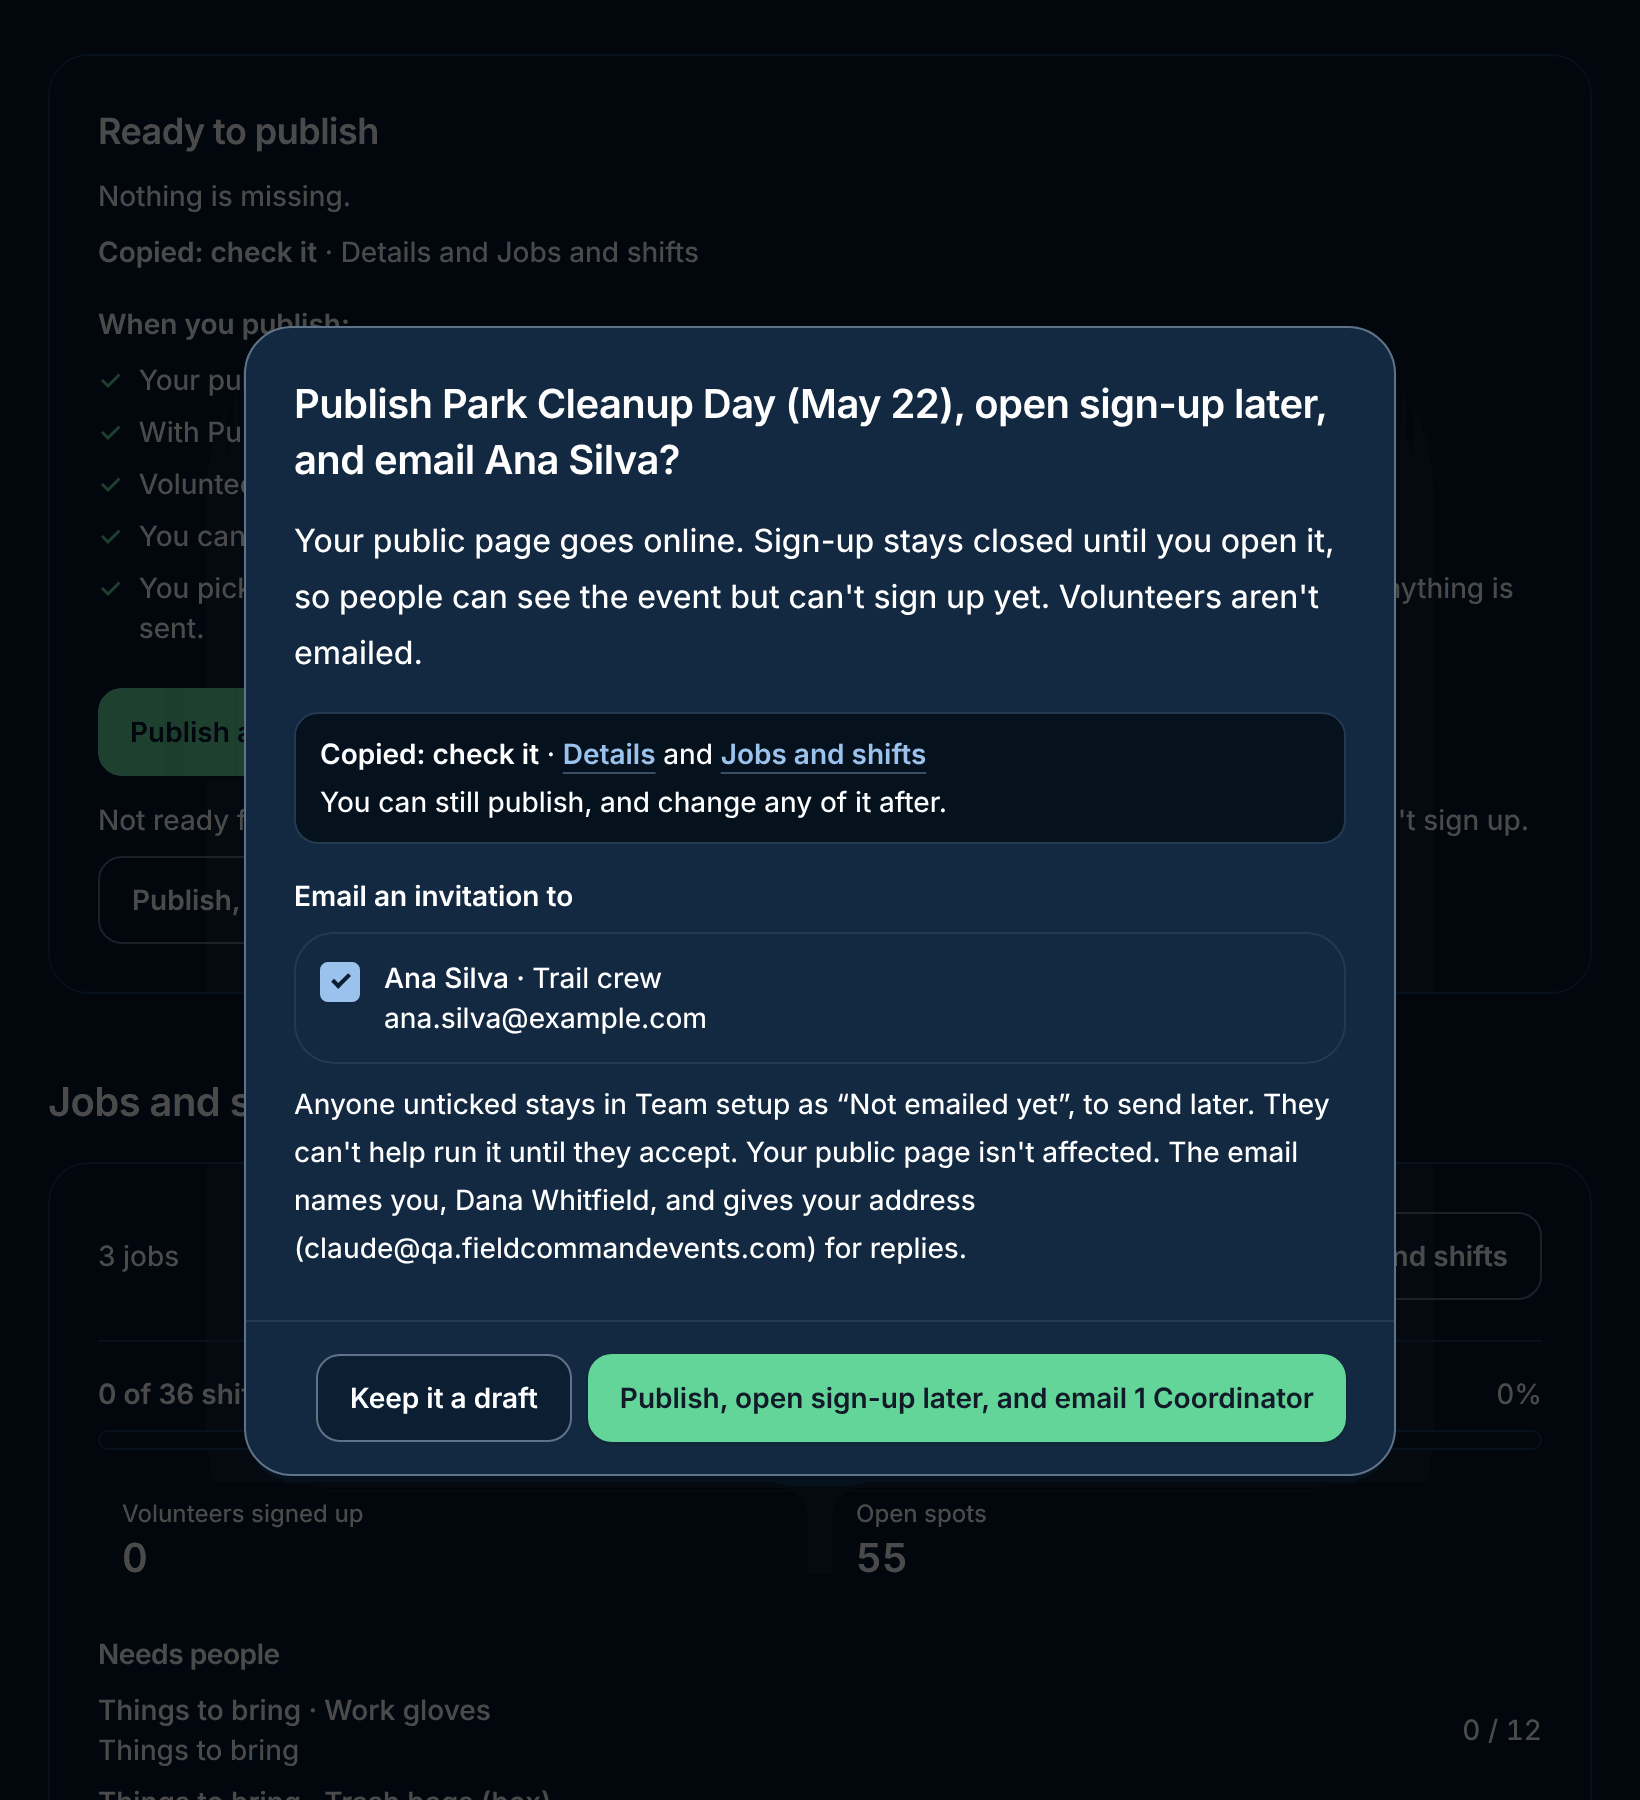 Ready to publish
Nothing is missing.
Copied: check it · Details and Jobs and shifts
When you publish:
Your pu
With Pu
Voluntee
You can
You pick
ything is
sent.
Publish a
Not ready f
't sign up.
Publish,
Publish Park Cleanup Day (May 22), open sign-up later,
and email Ana Silva?
Your public page goes online. Sign-up stays closed until you open it,
so people can see the event but can't sign up yet. Volunteers aren't
emailed.
Copied: check it · Details and Jobs and shifts
You can still publish, and change any of it after.
Email an invitation to
Ana Silva · Trail crew
ana.silva@example.com
Anyone unticked stays in Team setup as “Not emailed yet”, to send later. They
can't help run it until they accept. Your public page isn't affected. The email
names you, Dana Whitfield, and gives your address
(claude@qa.fieldcommandevents.com) for replies.
Keep it a draft
Publish, open sign-up later, and email 1 Coordinator
Jobs and s
3 jobs
nd shifts
0 of 36 shif
0%
Volunteers signed up
Open spots
0
55
Needs people
Things to bring · Work gloves
Things to bring
0 / 12
Things to bring · Trash bags (box)